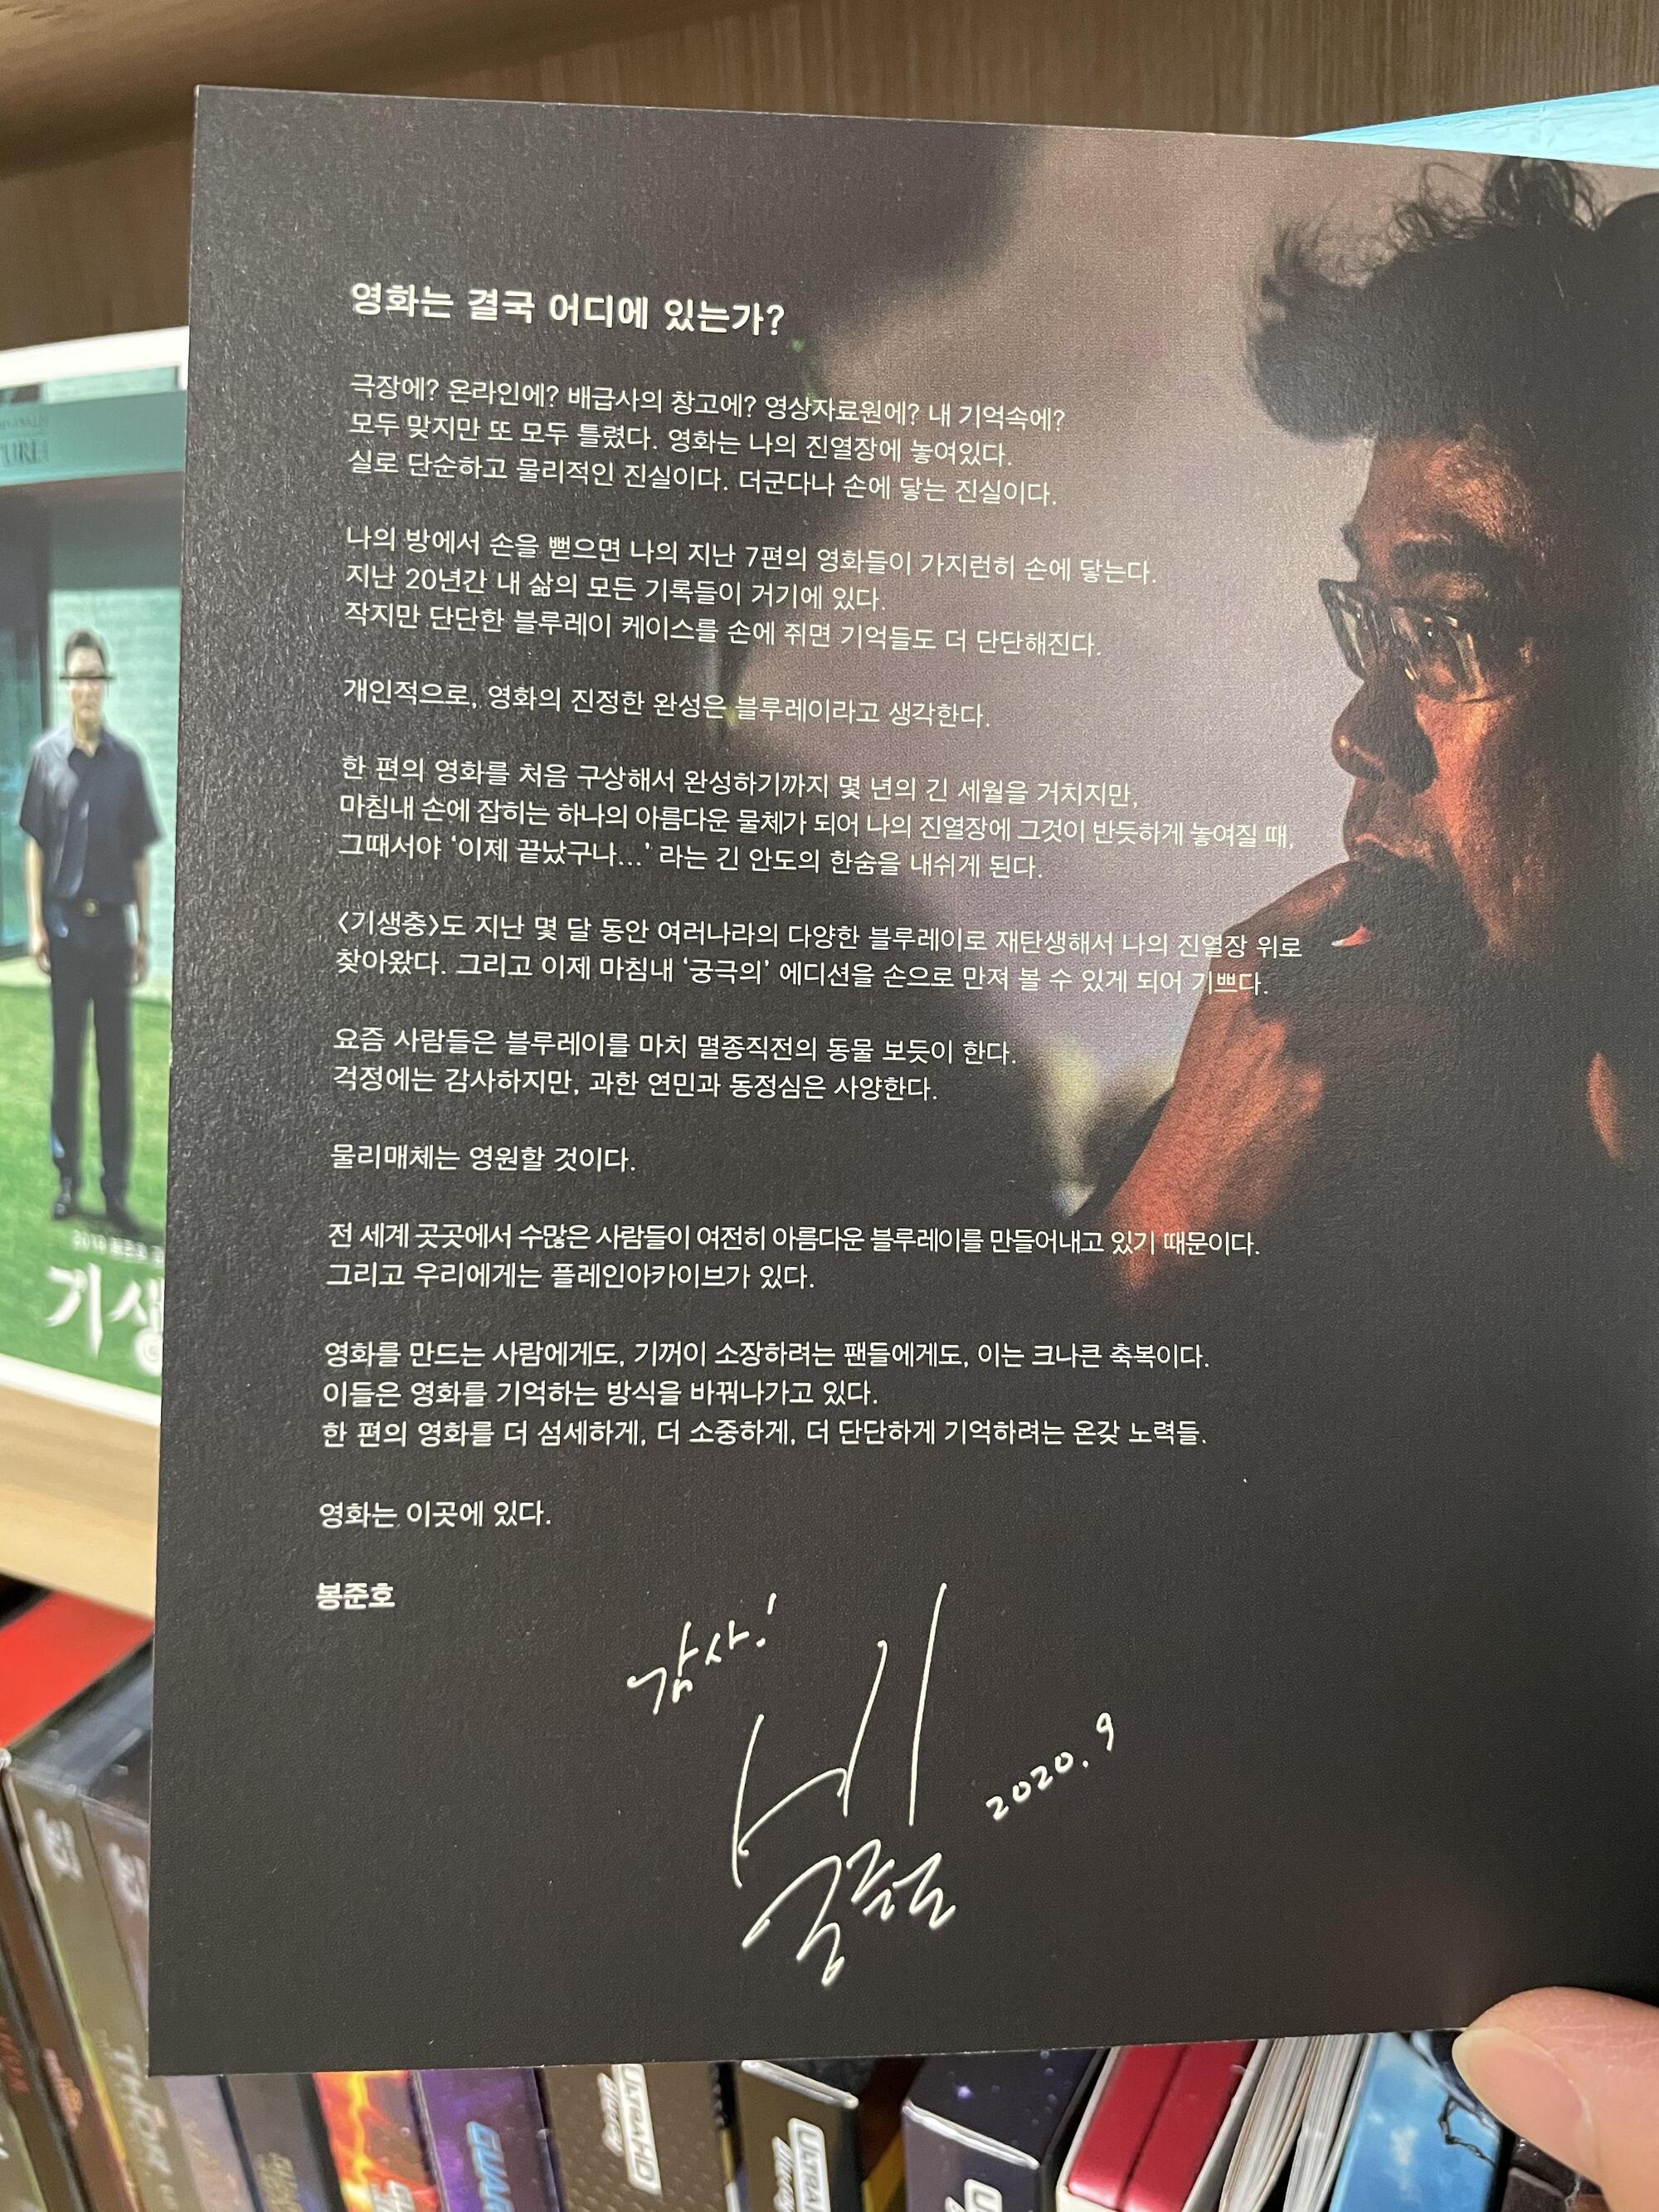 영화는 결국 어디에 있는가?
극장에? 온라인에? 배급사의 창고에? 영상자료원에? 내 기억속에?
모두 맞지만 또 모두 틀렸다. 영화는 나의 진열장에 놓여있다.
실로 단순하고 물리적인 진실이다. 더군다나 손에 닿는 진실이다.
나의 방에서 손을 뻗으면 나의 지난 7편의 영화들이 가지런히 손에 닿는다.
지난 20년간 내 삶의 모든 기록들이 거기에 있다.
작지만 단단한 블루레이 케이스를 손에 쥐면 기억들도 더 단단해진다.
개인적으로, 영화의 진정한 완성은 블루레이라고 생각한다.
한 편의 영화를 처음 구상해서 완성하기까지 몇 년의 긴 세월을 거치지만,
마침내 손에 잡히는 하나의 아름다운 물체가 되어 나의 진열장에 그것이 반듯하게 놓여질 때,
그때서야 ‘이제 끝났구나...’ 라는 긴 안도의 한숨을 내쉬게 된다.
<기생충>도 지난 몇 달 동안 여러나라의 다양한 블루레이로 재탄생해서 나의 진열장 위로
찾아왔다. 그리고 이제 마침내 ‘궁극의’ 에디션을 손으로 만져 볼 수 있게 되어 기쁘다.
요즘 사람들은 블루레이를 마치 멸종직전의 동물 보듯이 한다.
걱정에는 감사하지만, 과한 연민과 동정심은 사양한다.
물리매체는 영원할 것이다.
전 세계 곳곳에서 수많은 사람들이 여전히 아름다운 블루레이를 만들어내고 있기 때문이다.
그리고 우리에게는 플레인아카이브가 있다.
영화를 만드는 사람에게도, 기꺼이 소장하려는 팬들에게도, 이는 크나큰 축복이다.
이들은 영화를 기억하는 방식을 바꿔나가고 있다.
한 편의 영화를 더 섬세하게, 더 소중하게, 더 단단하게 기억하려는 온갖 노력들.
영화는 이곳에 있다.
봉준호
감사!
2020. 9
기생
THOR
GUARD
ULTRAHD
ULTRAHD